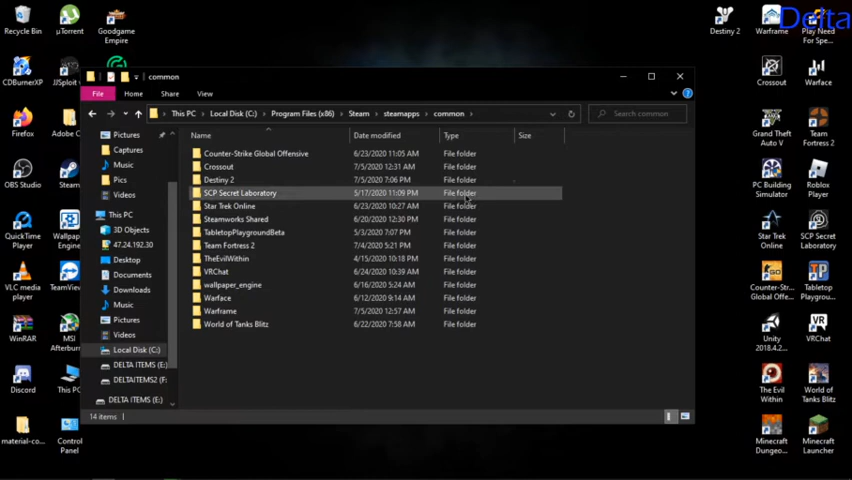 Recycle Bin
µTorrent
Goodgame
Empire
Destiny 2
Warframe
Play Need
For Spe...
Delta
common
File
Home
Share
View
This PC
Local Disk (C:)
Program Files (x86)
Steam
steamapps
common
Search common
Name
Date modified
Type
Size
Counter-Strike Global Offensive 6/23/2020 11:05 AM File folder
Crossout 7/5/2020 12:31 AM File folder
Destiny 2 7/5/2020 7:06 PM File folder
SCP Secret Laboratory 5/17/2020 11:09 PM File folder
Star Trek Online 6/23/2020 10:27 AM File folder
Steamworks Shared 6/20/2020 12:30 PM File folder
TabletopPlaygroundBeta 5/3/2020 7:07 PM File folder
Team Fortress 2 7/4/2020 5:21 PM File folder
TheEvilWithin 4/15/2020 10:18 PM File folder
VRChat 6/24/2020 10:39 AM File folder
wallpaper_engine 6/16/2020 5:24 AM File folder
Warface 6/12/2020 9:14 AM File folder
Warframe 7/5/2020 12:57 AM File folder
World of Tanks Blitz 6/22/2020 7:58 AM File folder
Pictures
Captures
Music
Pics
Videos
This PC
3D Objects
47.24.192.30
Desktop
Documents
Downloads
Music
Pictures
Videos
Local Disk (C:)
DELTA ITEMS (E:
DELTAITEMS2 (F:
DELTA ITEMS (E:)
14 items
CDBurnerXP
JJSploit
Firefox
Adobe C
OBS Studio
Steam
QuickTime
Player
Wallpaper
Engine
VLC media
player
TeamView
WinRAR
MSI
Afterburn
Discord
This PC
material-co...
Control
Panel
Crossout
Warface
Grand Theft
Auto V
Team
Fortress 2
PC Building
Simulator
Roblox
Player
Star Trek
Online
SCP Secret
Laboratory
Counter-St...
Global Offe...
Tabletop
Playgroun...
Unity
2018.4.2...
VRChat
The Evil
Within
World of
Tanks Blitz
Minecraft
Dungeo...
Minecraft
Launcher